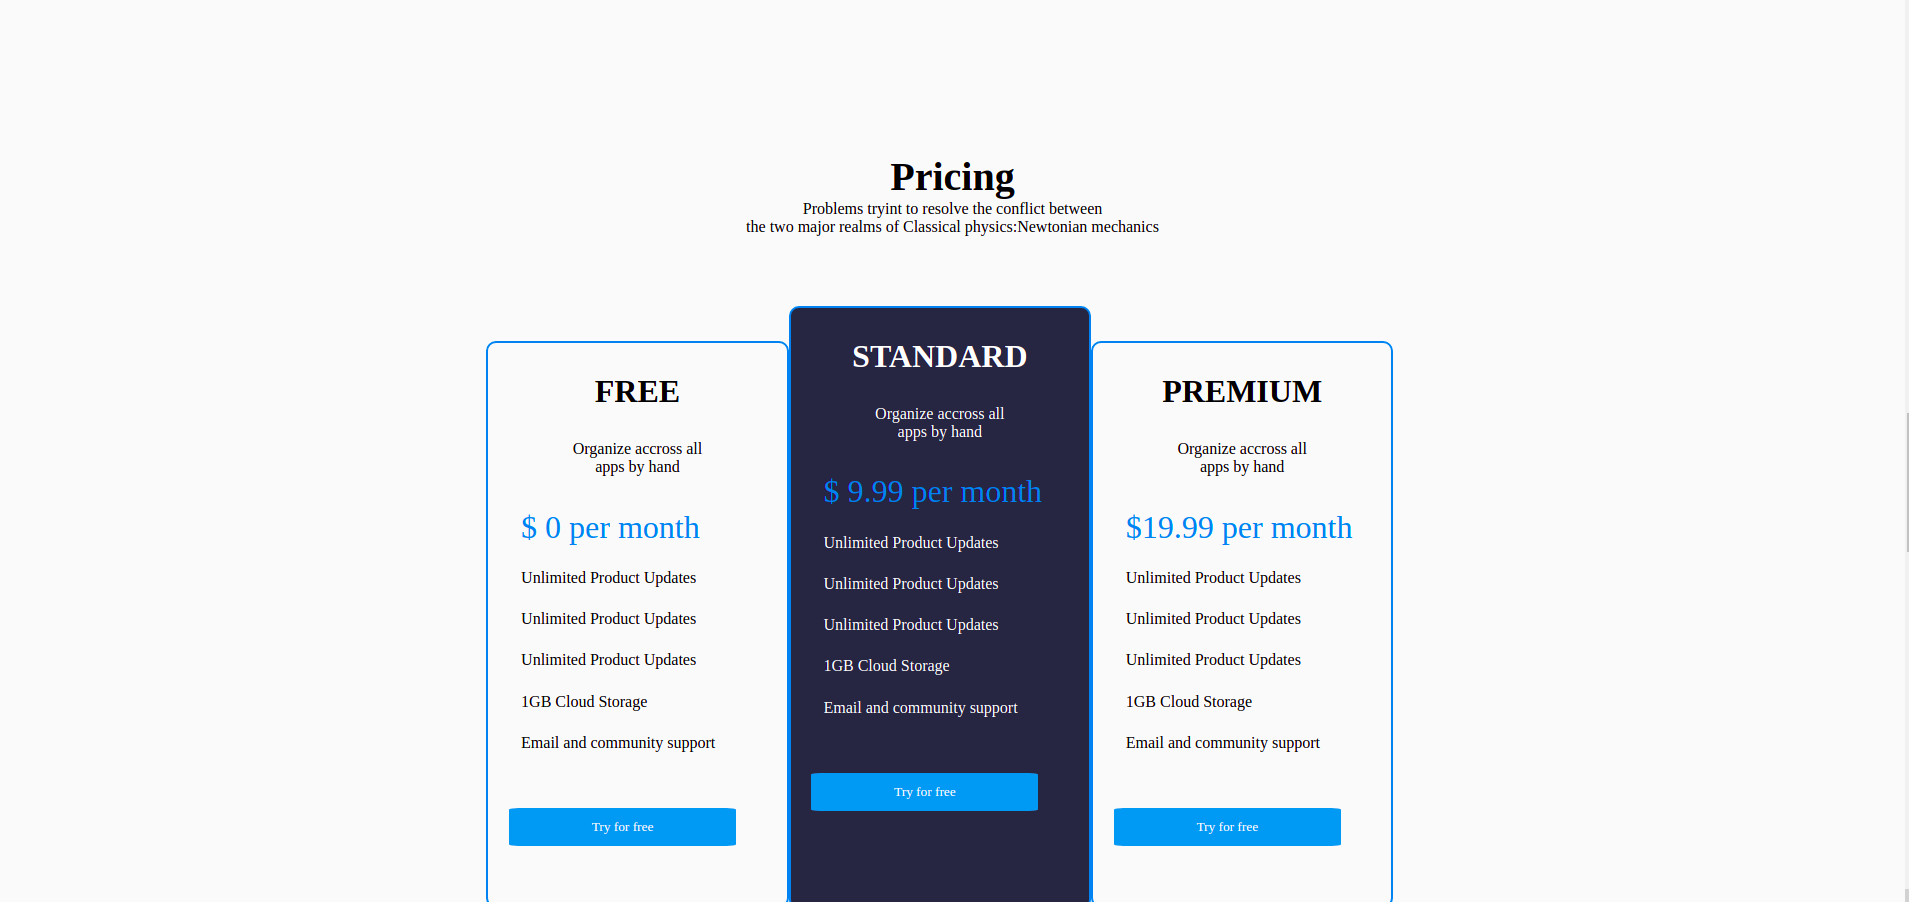 Pricing
Problems tryint to resolve the conflict between
the two major realms of Classical physics:Newtonian mechanics
FREE
Organize accross all
apps by hand
$ 0 per month
Unlimited Product Updates
Unlimited Product Updates
Unlimited Product Updates
1GB Cloud Storage
Email and community support
Try for free
STANDARD
Organize accross all
apps by hand
$ 9.99 per month
Unlimited Product Updates
Unlimited Product Updates
Unlimited Product Updates
1GB Cloud Storage
Email and community support
Try for free
PREMIUM
Organize accross all
apps by hand
$19.99 per month
Unlimited Product Updates
Unlimited Product Updates
Unlimited Product Updates
1GB Cloud Storage
Email and community support
Try for free